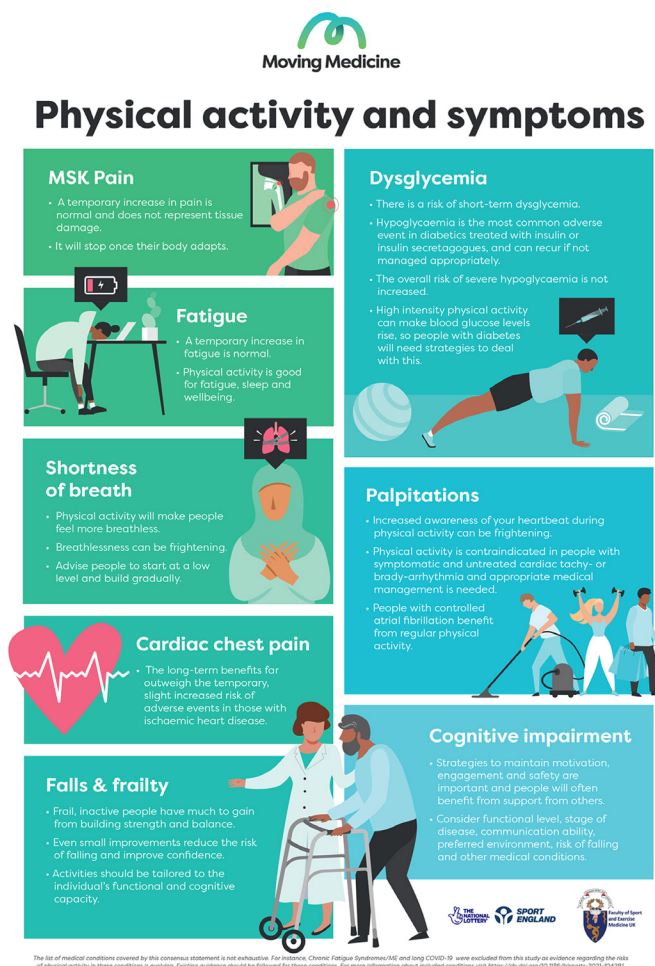 Moving Medicine
Physical activity and symptoms
MSK Pain
• A temporary increase in pain is
normal and does not represent tissue
damage.
• It will stop once their body adapts.
Fatigue
• A temporary increase in
fatigue is normal.
• Physical activity is good
for fatigue, sleep and
wellbeing.
Shortness
of breath
• Physical activity will make people
feel more breathless.
• Breathlessness can be frightening.
• Advise people to start at a low
level and build gradually.
Cardiac chest pain
• The long-term benefits far
outweigh the temporary,
slight increased risk of
adverse events in those with
ischaemic heart disease.
Falls & frailty
• Frail, inactive people have much to gain
from building strength and balance.
• Even small improvements reduce the risk
of falling and improve confidence.
• Activities should be tailored to the
individual's functional and cognitive
capacity.
Dysglycemia
• There is a risk of short-term dysglycemia.
• Hypoglycaemia is the most common adverse
event in diabetics treated with insulin or
insulin secretagogues, and can recur if not
managed appropriately.
• The overall risk of severe hypoglycaemia is not
increased.
• High intensity physical activity
can make blood glucose levels
rise, so people with diabetes
will need strategies to deal
with this.
Palpitations
• Increased awareness of your heartbeat during
physical activity can be frightening.
• Physical activity is contraindicated in people with
symptomatic and untreated cardiac tachy- or
brady-arrhythmia and appropriate medical
management is needed.
• People with controlled
atrial fibrillation benefit
from regular physical
activity.
Cognitive impairment
• Strategies to maintain motivation,
engagement and safety are
important and people will often
benefit from support from others.
• Consider functional level, stage of
disease, communication ability,
preferred environment, risk of falling
and other medical conditions.
THE
NATIONAL
LOTTERY
SPORT
ENGLAND
Faculty of Sport
and Exercise
Medicine UK
The list of medical conditions covered by this consensus statement is not exhaustive. For instance, Chronic Fatigue Syndromes/ME and long COVID-19 were excluded from this study as evidence regarding the risks